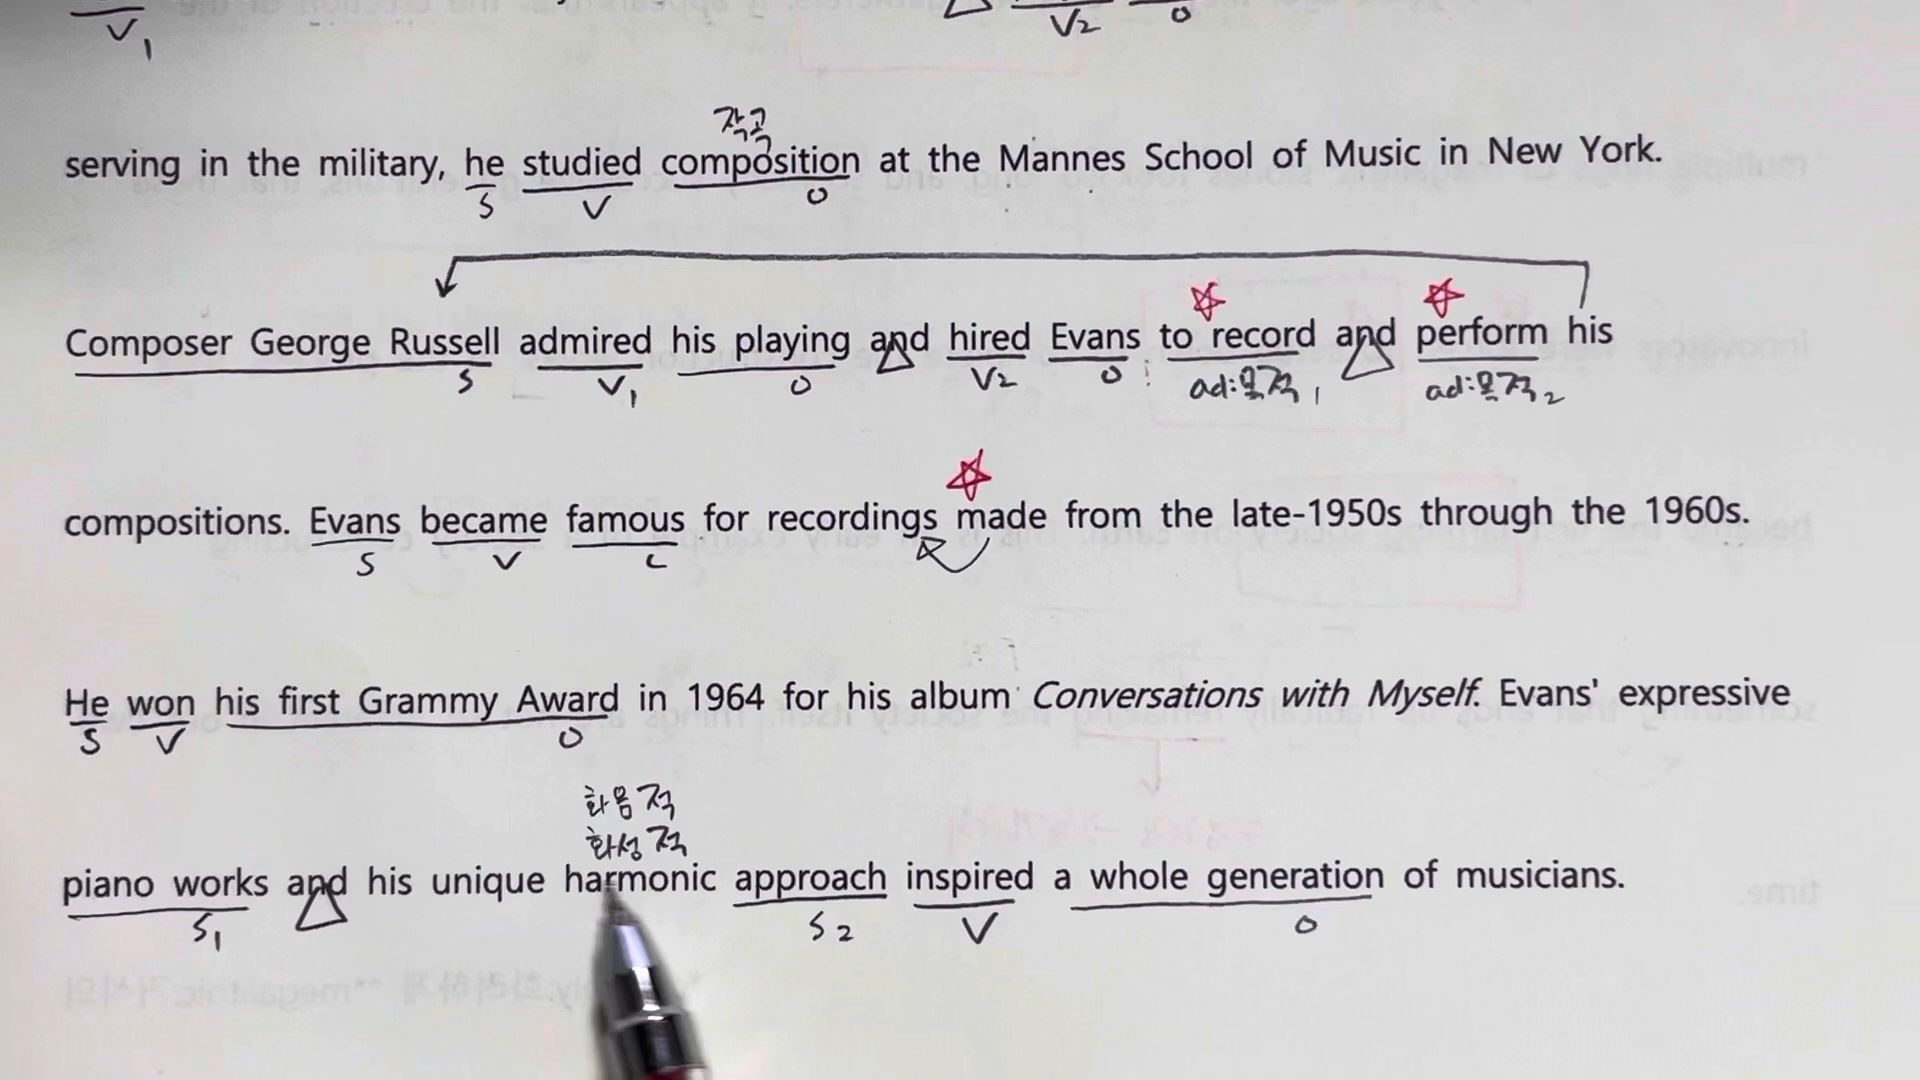 V1 V2 O
작곡
serving in the military, he studied composition at the Mannes School of Music in New York.
S V O
Composer George Russell admired his playing and hired Evans to record and perform his
S V1 O V2 O ad:목적1 ad:목적2
compositions. Evans became famous for recordings made from the late-1950s through the 1960s.
S V C
He won his first Grammy Award in 1964 for his album Conversations with Myself. Evans' expressive
S V O
화음적
화성적
piano works and his unique harmonic approach inspired a whole generation of musicians.
S1 S2 V O